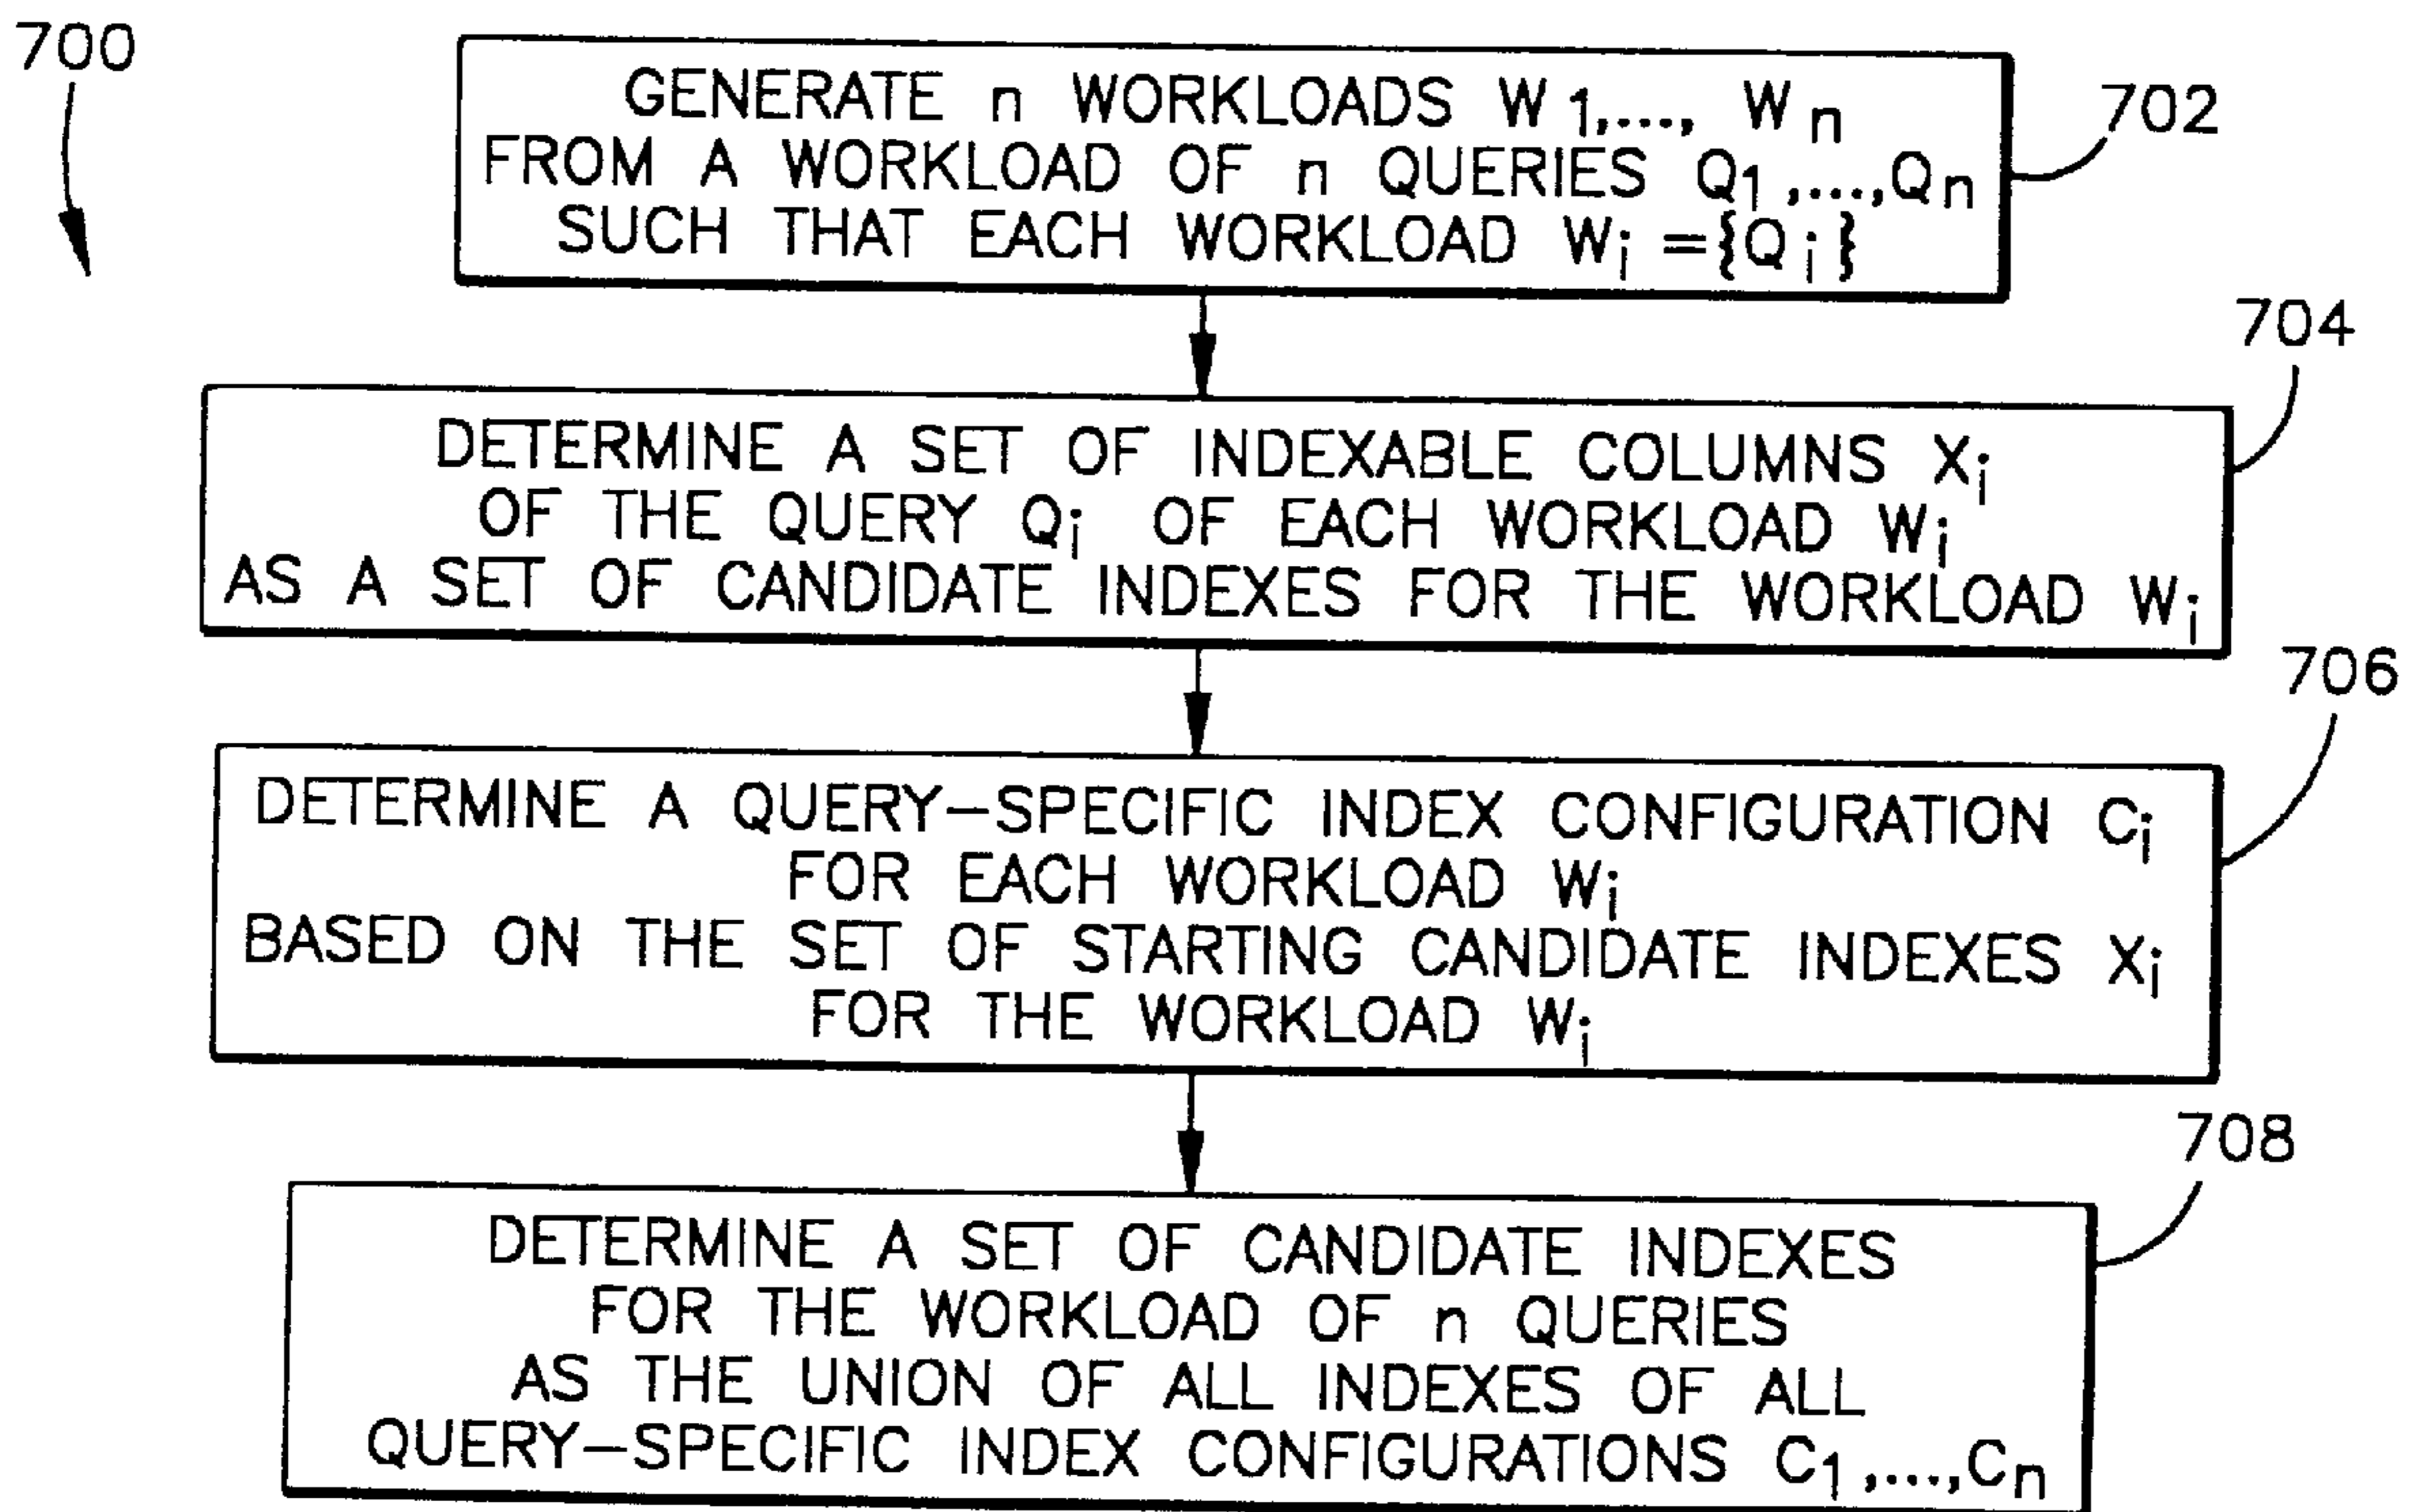 700
GENERATE n WORKLOADS W1,..., Wn
FROM A WORKLOAD OF n QUERIES Q1,...,Qn
SUCH THAT EACH WORKLOAD Wi={Qi}
702
704
DETERMINE A SET OF INDEXABLE COLUMNS Xi
OF THE QUERY Qi OF EACH WORKLOAD Wi
AS A SET OF CANDIDATE INDEXES FOR THE WORKLOAD Wi
706
DETERMINE A QUERY–SPECIFIC INDEX CONFIGURATION Ci
FOR EACH WORKLOAD Wi
BASED ON THE SET OF STARTING CANDIDATE INDEXES Xi
FOR THE WORKLOAD Wi
708
DETERMINE A SET OF CANDIDATE INDEXES
FOR THE WORKLOAD OF n QUERIES
AS THE UNION OF ALL INDEXES OF ALL
QUERY–SPECIFIC INDEX CONFIGURATIONS C1,....,Cn